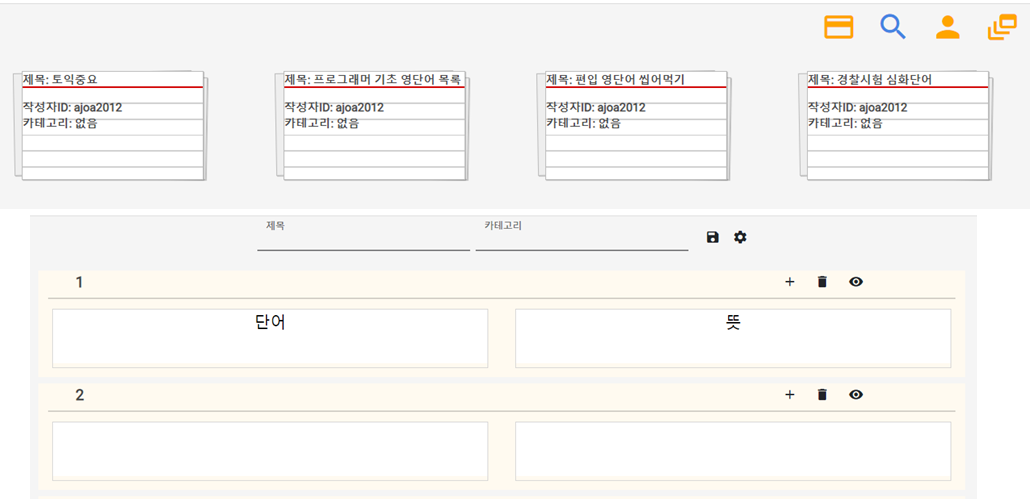 제목: 토익중요
작성자ID: ajoa2012
카테고리: 없음
제목: 프로그래머 기초 영단어 목록
작성자ID: ajoa2012
카테고리: 없음
제목: 편입 영단어 씹어먹기
작성자ID: ajoa2012
카테고리: 없음
제목: 경찰시험 심화단어
작성자ID: ajoa2012
카테고리: 없음
제목
카테고리
1
단어
뜻
2